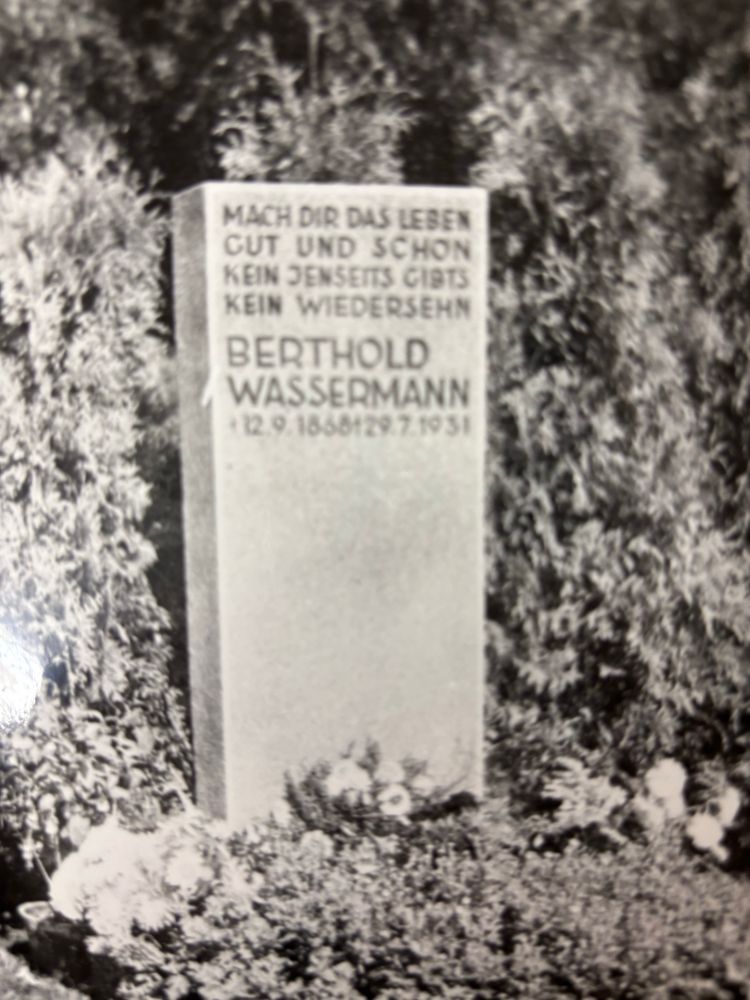 MACH DIR DAS LEBEN
GUT UND SCHÖN
KEIN JENSEITS GIBTS
KEIN WIEDERSEHN
BERTHOLD
WASSERMANN
*12.9.1868†29.7.1931